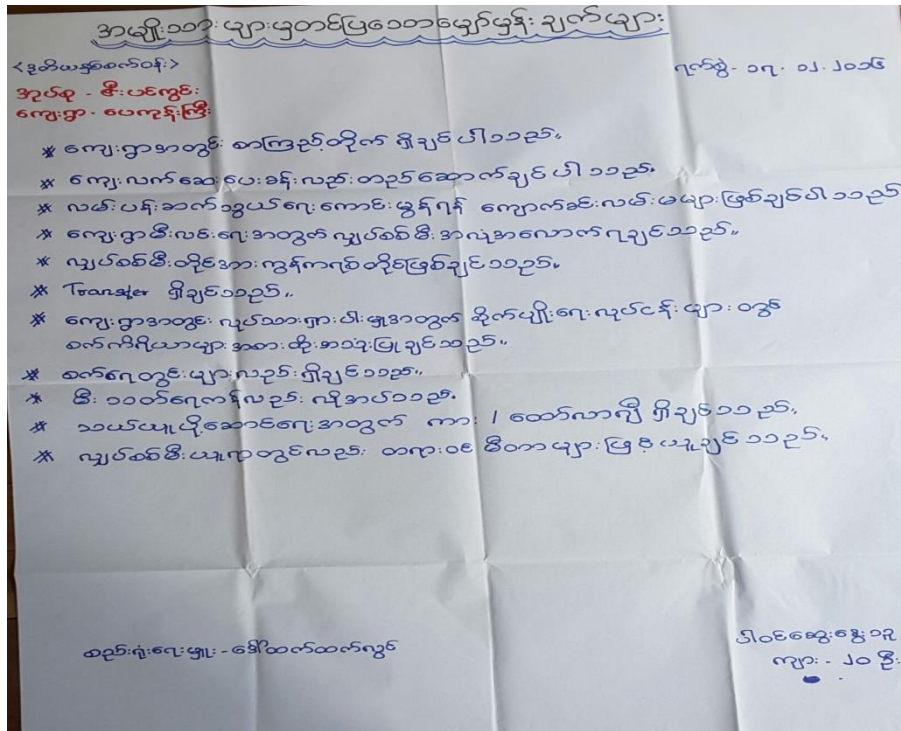 အမျိုးသားများမှတင်ပြသောမျှော်မှန်းချက်များ
<ဒုတိယနှစ်စက်ဝန်း>
ရက်စွဲ - ၁၇ . ၀၂ . ၂၀၁၆
အုပ်စု - စီးပင်ကွင်း
ကျေးရွာ - ပေကုန်းကြီး
* ကျေးရွာအတွင်း စာကြည့်တိုက် ရှိချင်ပါသည်။
* ကျေးလက်ဆေးပေးခန်းလည်း တည်ဆောက်ချင်ပါသည်။
* လမ်းပန်းဆက်သွယ်ရေးကောင်းမွန်ရန် ကျောက်ခင်းလမ်းမများဖြစ်ချင်ပါသည်
* ကျေးရွာမီးလင်းရေးအတွက် လျှပ်စစ်မီးအလုံအလောက်ရချင်သည်။
* လျှပ်စစ်မီးတိုင်အား ကွန်ကရစ်တိုင်ဖြစ်ချင်သည်။
* Transfer ရှိချင်သည်။
* ကျေးရွာအတွင်း လုပ်သားရှားပါးမှုအတွက် စိုက်ပျိုးရေးလုပ်ငန်းများ တွင်
စက်ကိရိယာများ အစားထိုးအသုံးပြုချင်သည်။
* စက်ရေတွင်းများလည်းရှိချင်သည်။
* မီးသတ်ရေကန်လည်း လိုအပ်သည်။
* သယ်ယူပို့ဆောင်ရေးအတွက် ကား / ထော်လာဂျီ ရှိချင်သည်။
* လျှပ်စစ်မီးယူရာတွင်လည်း တရားဝင် မီတာများဖြင့်ယူချင်သည်။
စည်းရုံးရေးမှူး - ဒေါ်ထက်ထက်လွင်
ပါဝင်ဆွေးနွေးသူ
ကျား - ၂၀ ဦး